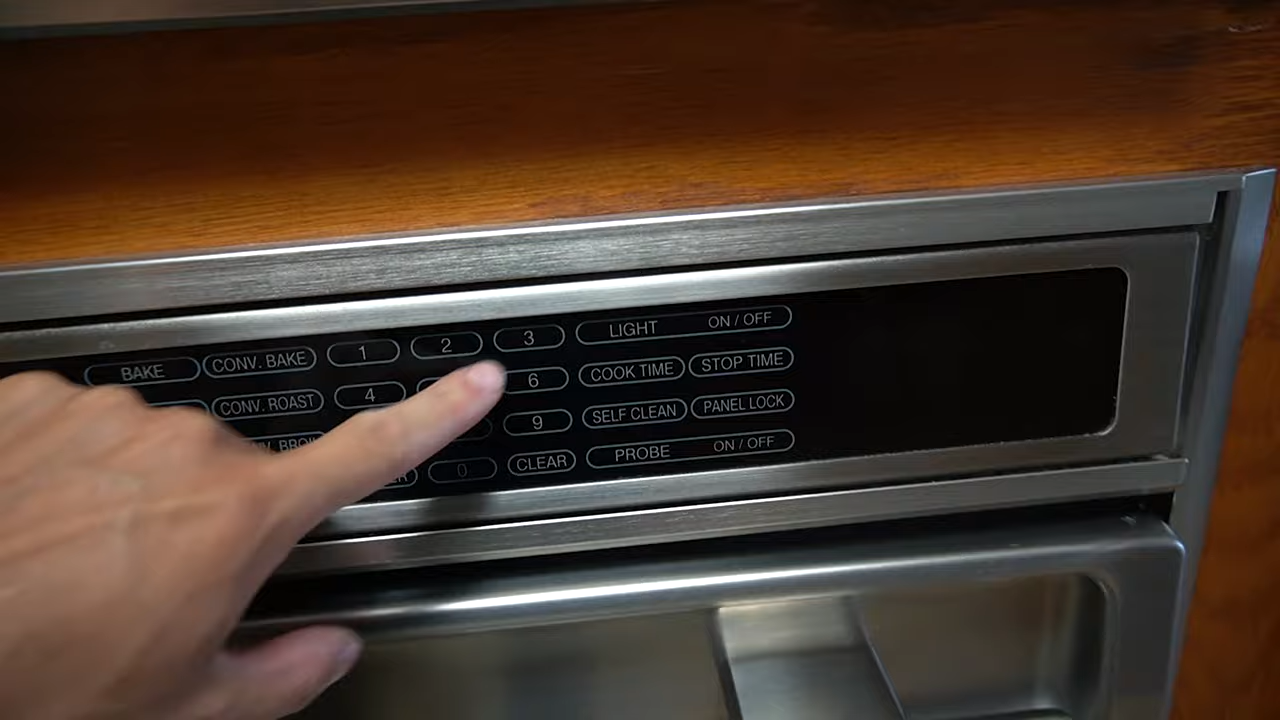 BAKE CONV. BAKE 1 2 3 LIGHT ON / OFF
CONV. ROAST 4 6 COOK TIME STOP TIME
9 SELF CLEAN PANEL LOCK
0 CLEAR PROBE ON / OFF